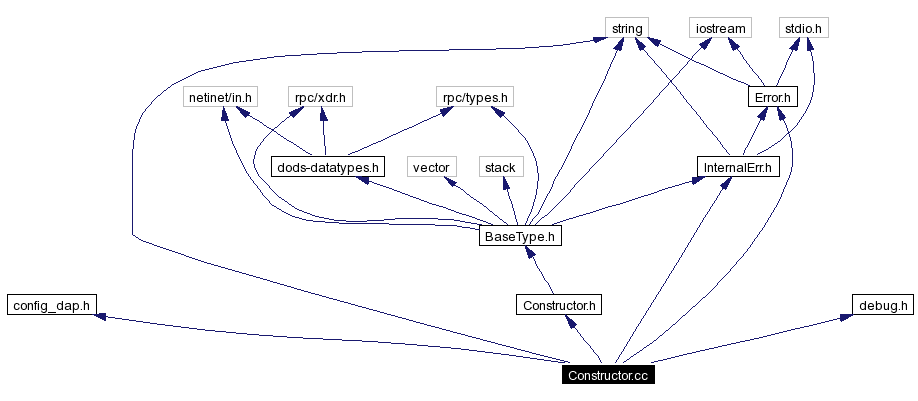 string
iostream
stdio.h
netinet/in.h
rpc/xdr.h
rpc/types.h
Error.h
dods-datatypes.h
vector
stack
InternalErr.h
BaseType.h
config_dap.h
Constructor.h
debug.h
Constructor.cc